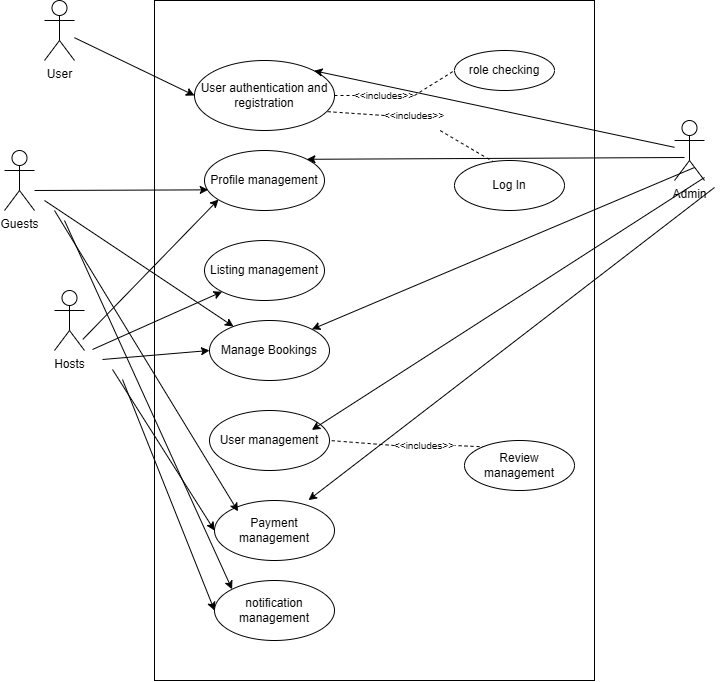 User
User authentication and
registration
role checking
<<includes>>
<<includes>>
Log In
Admin
Profile management
Guests
Listing management
Hosts
Manage Bookings
User management
<<includes>>
Review
management
Payment
management
notification
management